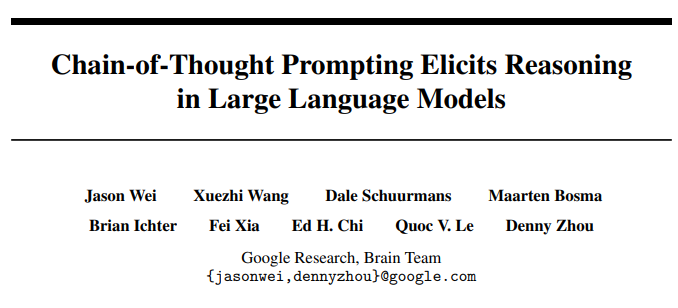 Chain-of-Thought Prompting Elicits Reasoning
in Large Language Models
Jason Wei Xuezhi Wang Dale Schuurmans Maarten Bosma
Brian Ichter Fei Xia Ed H. Chi Quoc V. Le Denny Zhou
Google Research, Brain Team
{jasonwei,dennyzhou}@google.com